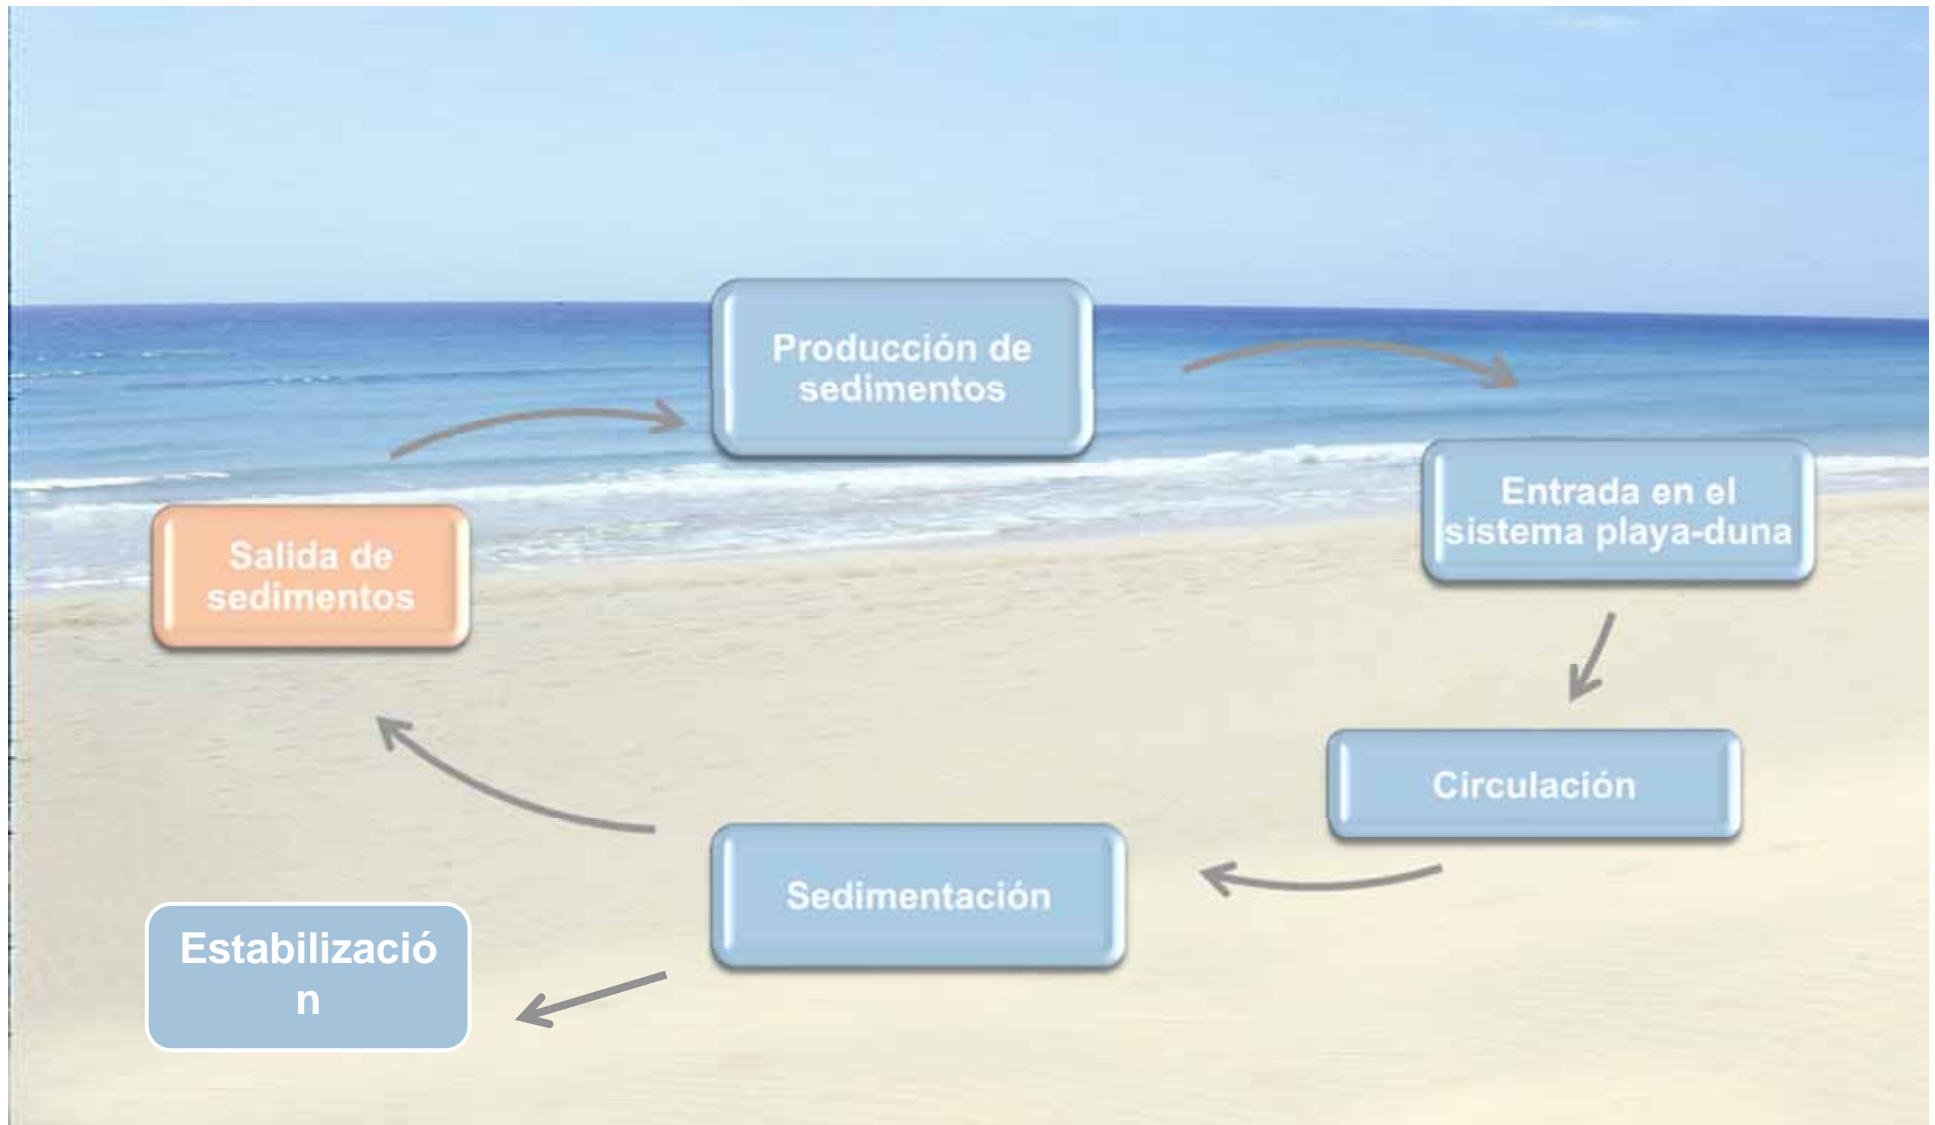 Producción de
sedimentos
Entrada en el
sistema playa-duna
Salida de
sedimentos
Circulación
Sedimentación
Estabilizació
n